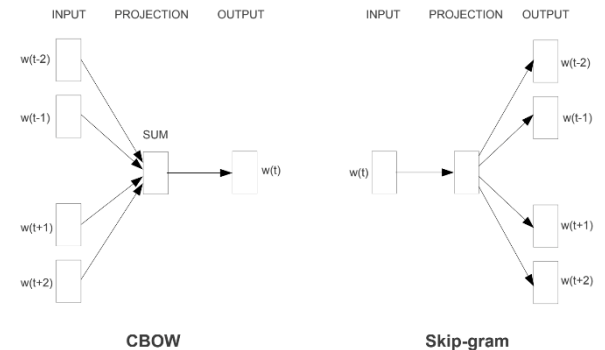 INPUT PROJECTION OUTPUT
w(t-2)
w(t-1)
SUM
w(t)
w(t+1)
w(t+2)
CBOW
INPUT PROJECTION OUTPUT
w(t-2)
w(t-1)
w(t)
w(t+1)
w(t+2)
Skip-gram